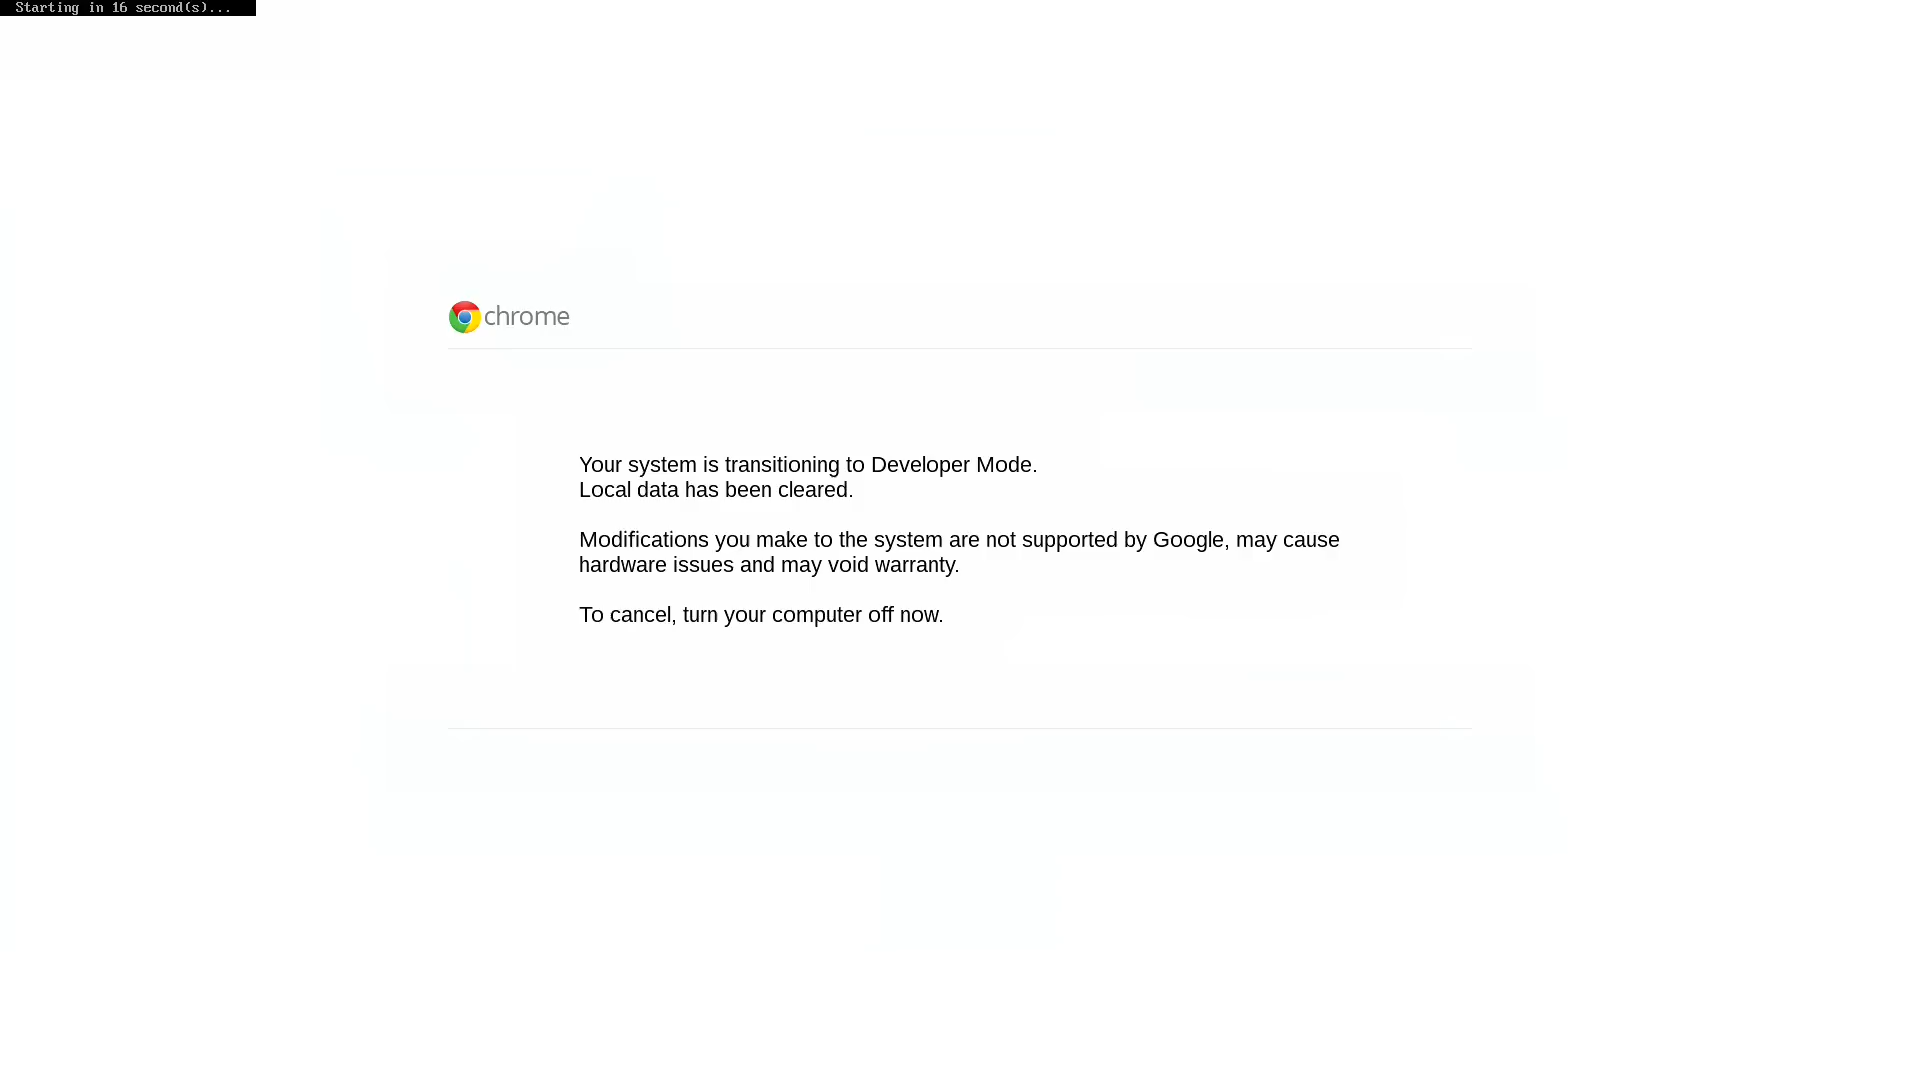 Starting in 16 second(s)...
chrome
Your system is transitioning to Developer Mode.
Local data has been cleared.
Modifications you make to the system are not supported by Google, may cause
hardware issues and may void warranty.
To cancel, turn your computer off now.